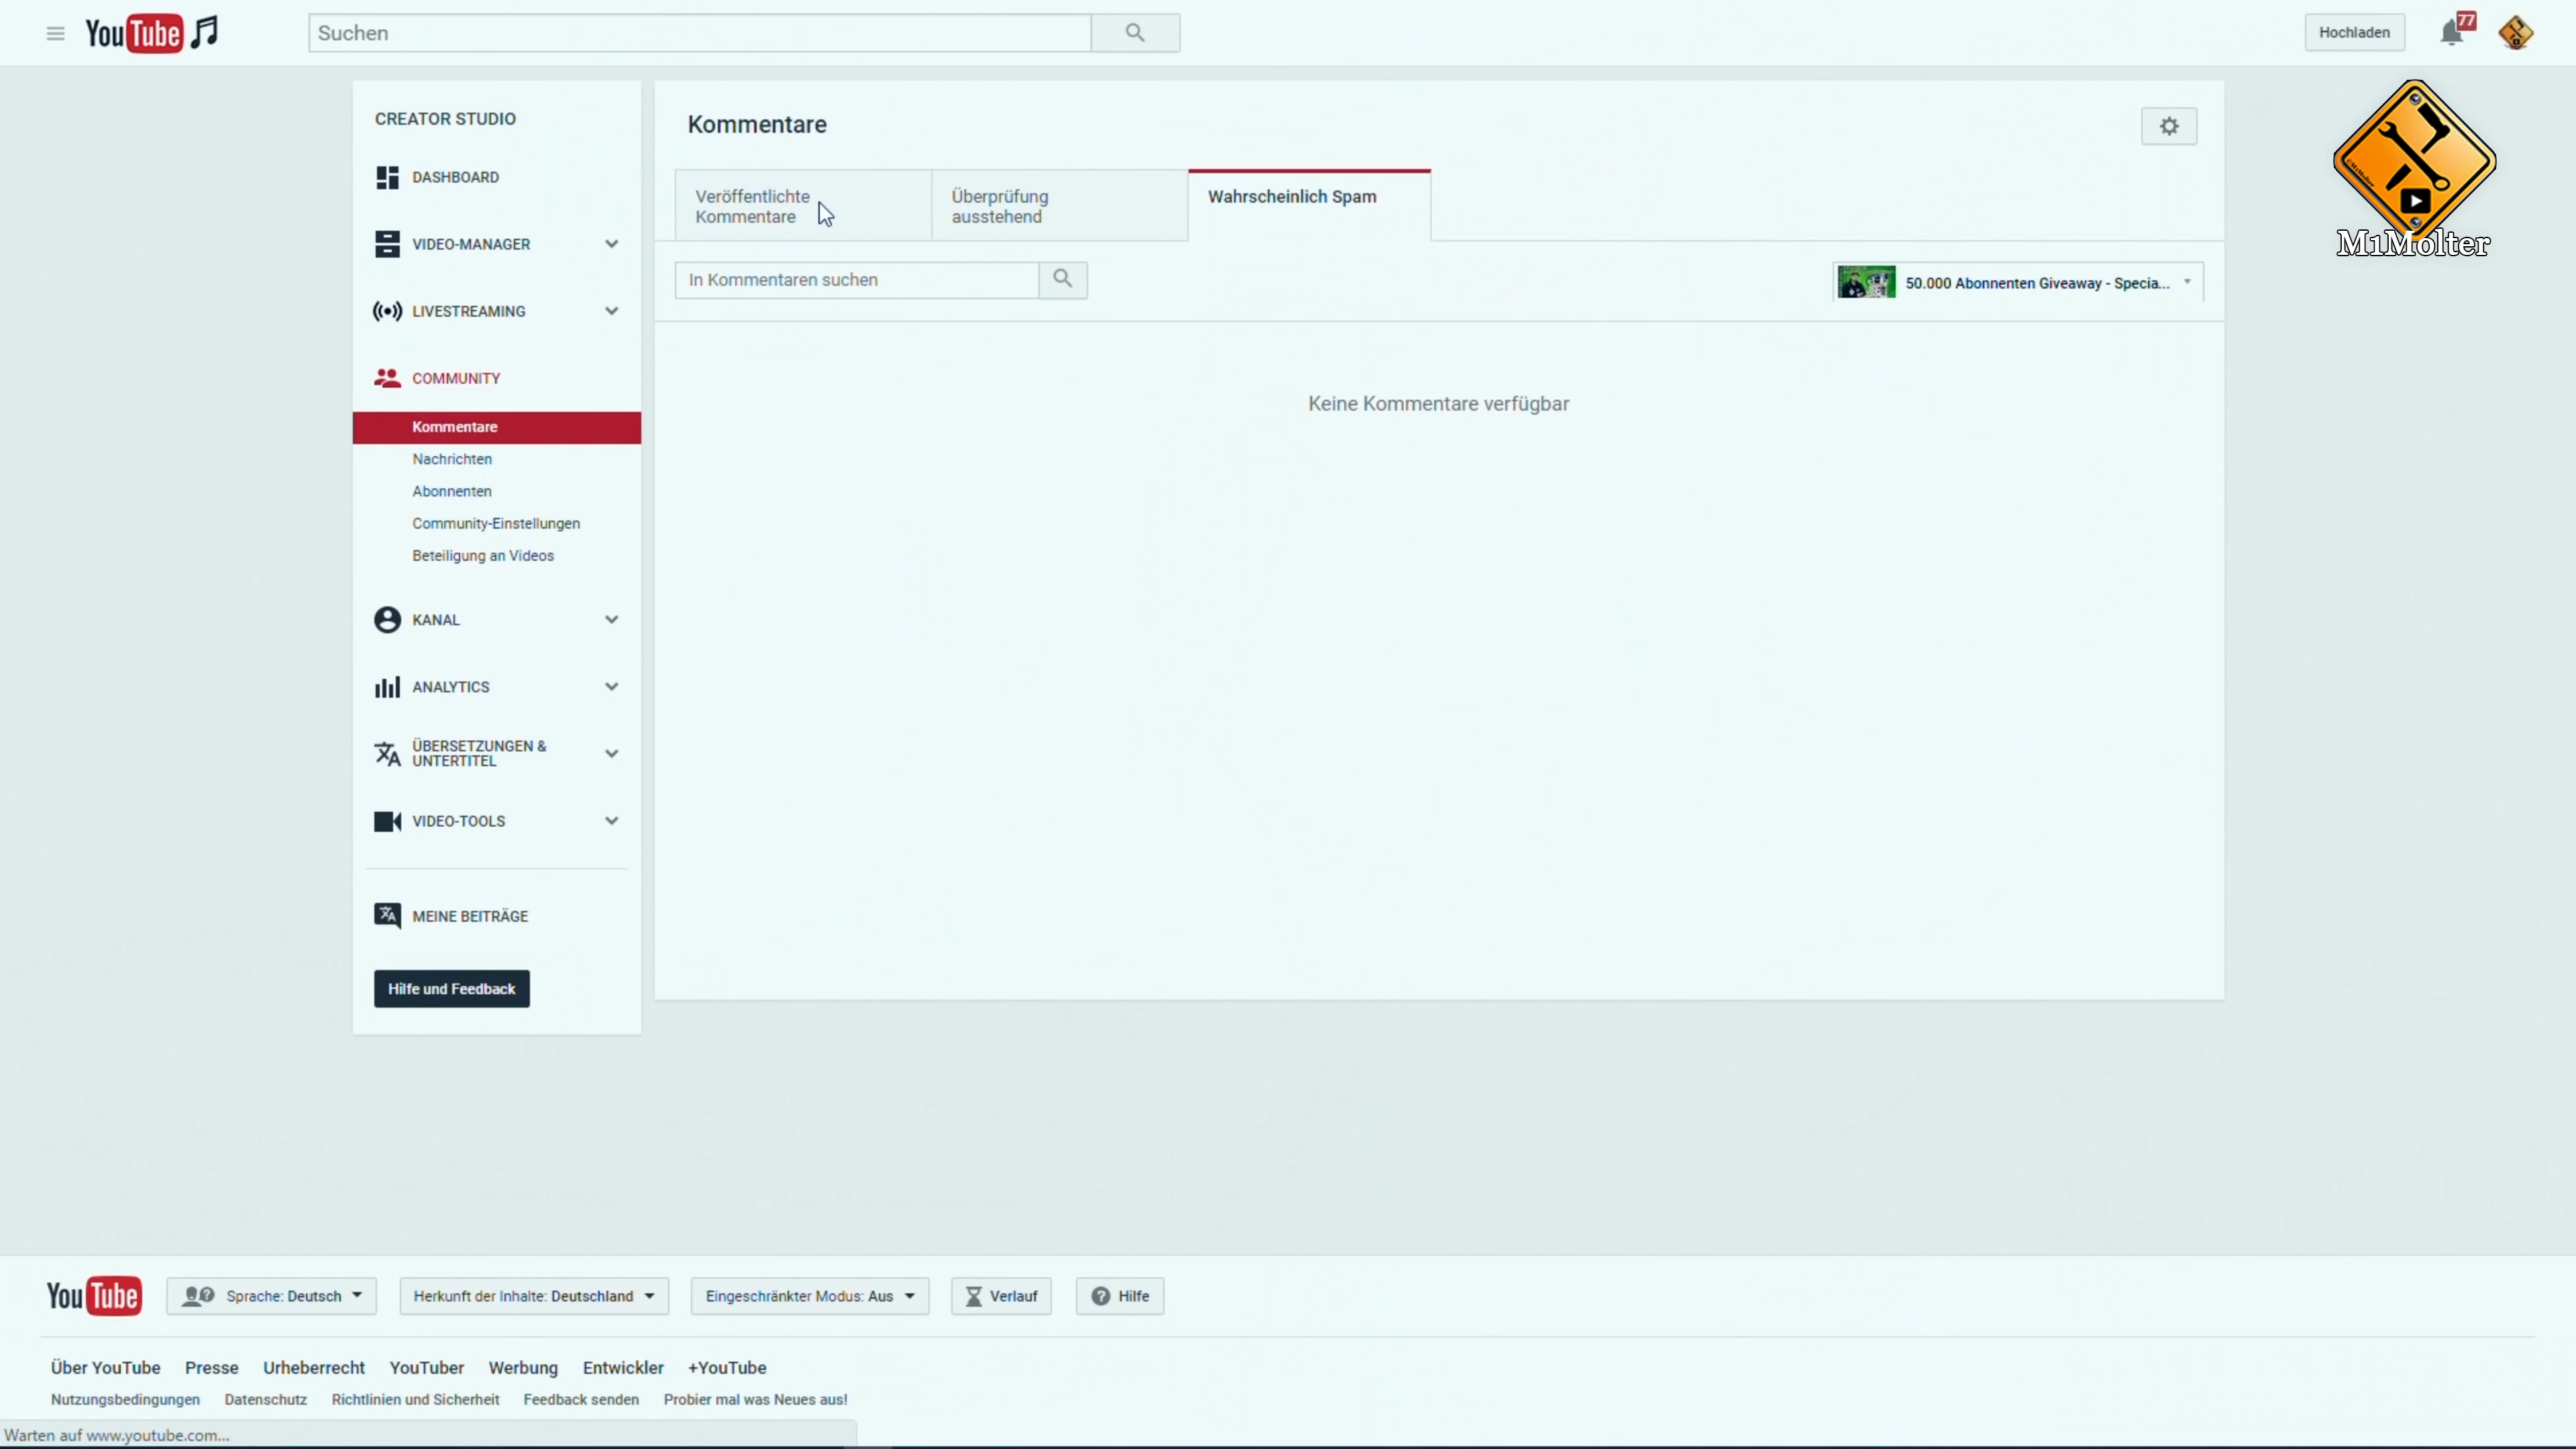 YouTube
Suchen
Hochladen
77
CREATOR STUDIO
DASHBOARD
VIDEO-MANAGER
LIVESTREAMING
COMMUNITY
Kommentare
Nachrichten
Abonnenten
Community-Einstellungen
Beteiligung an Videos
KANAL
ANALYTICS
ÜBERSETZUNGEN &
UNTERTITEL
VIDEO-TOOLS
MEINE BEITRÄGE
Hilfe und Feedback
Kommentare
Veröffentlichte
Kommentare
Überprüfung
ausstehend
Wahrscheinlich Spam
In Kommentaren suchen
50.000 Abonnenten Giveaway - Specia...
Keine Kommentare verfügbar
M1Molter
YouTube
Sprache: Deutsch
Herkunft der Inhalte: Deutschland
Eingeschränkter Modus: Aus
Verlauf
Hilfe
Über YouTube Presse Urheberrecht YouTuber Werbung Entwickler +YouTube
Nutzungsbedingungen Datenschutz Richtlinien und Sicherheit Feedback senden Probier mal was Neues aus!
Warten auf www.youtube.com...